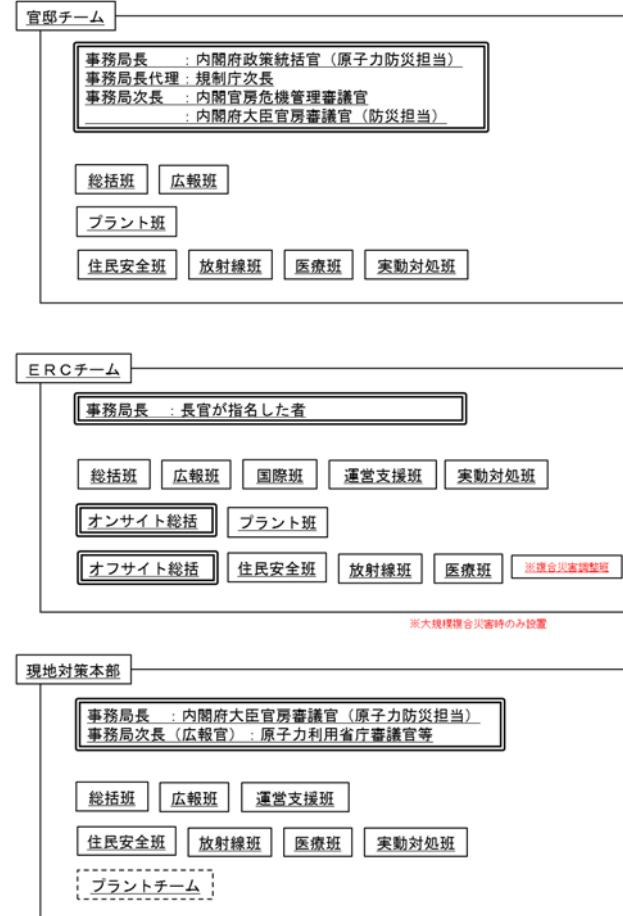 官邸チーム
事務局長　：内閣府政策統括官（原子力防災担当）
事務局長代理：規制庁次長
事務局次長　：内閣官房危機管理審議官
：内閣府大臣官房審議官（防災担当）
総括班　広報班
プラント班
住民安全班　放射線班　医療班　実動対処班
ＥＲＣチーム
事務局長　：長官が指名した者
総括班　広報班　国際班　運営支援班　実動対処班
オンサイト総括　プラント班
オフサイト総括　住民安全班　放射線班　医療班　※複合災害調整班
※大規模複合災害時のみ設置
現地対策本部
事務局長　：内閣府大臣官房審議官（原子力防災担当）
事務局次長（広報官）：原子力利用省庁審議官等
総括班　広報班　運営支援班
住民安全班　放射線班　医療班　実動対処班
プラントチーム